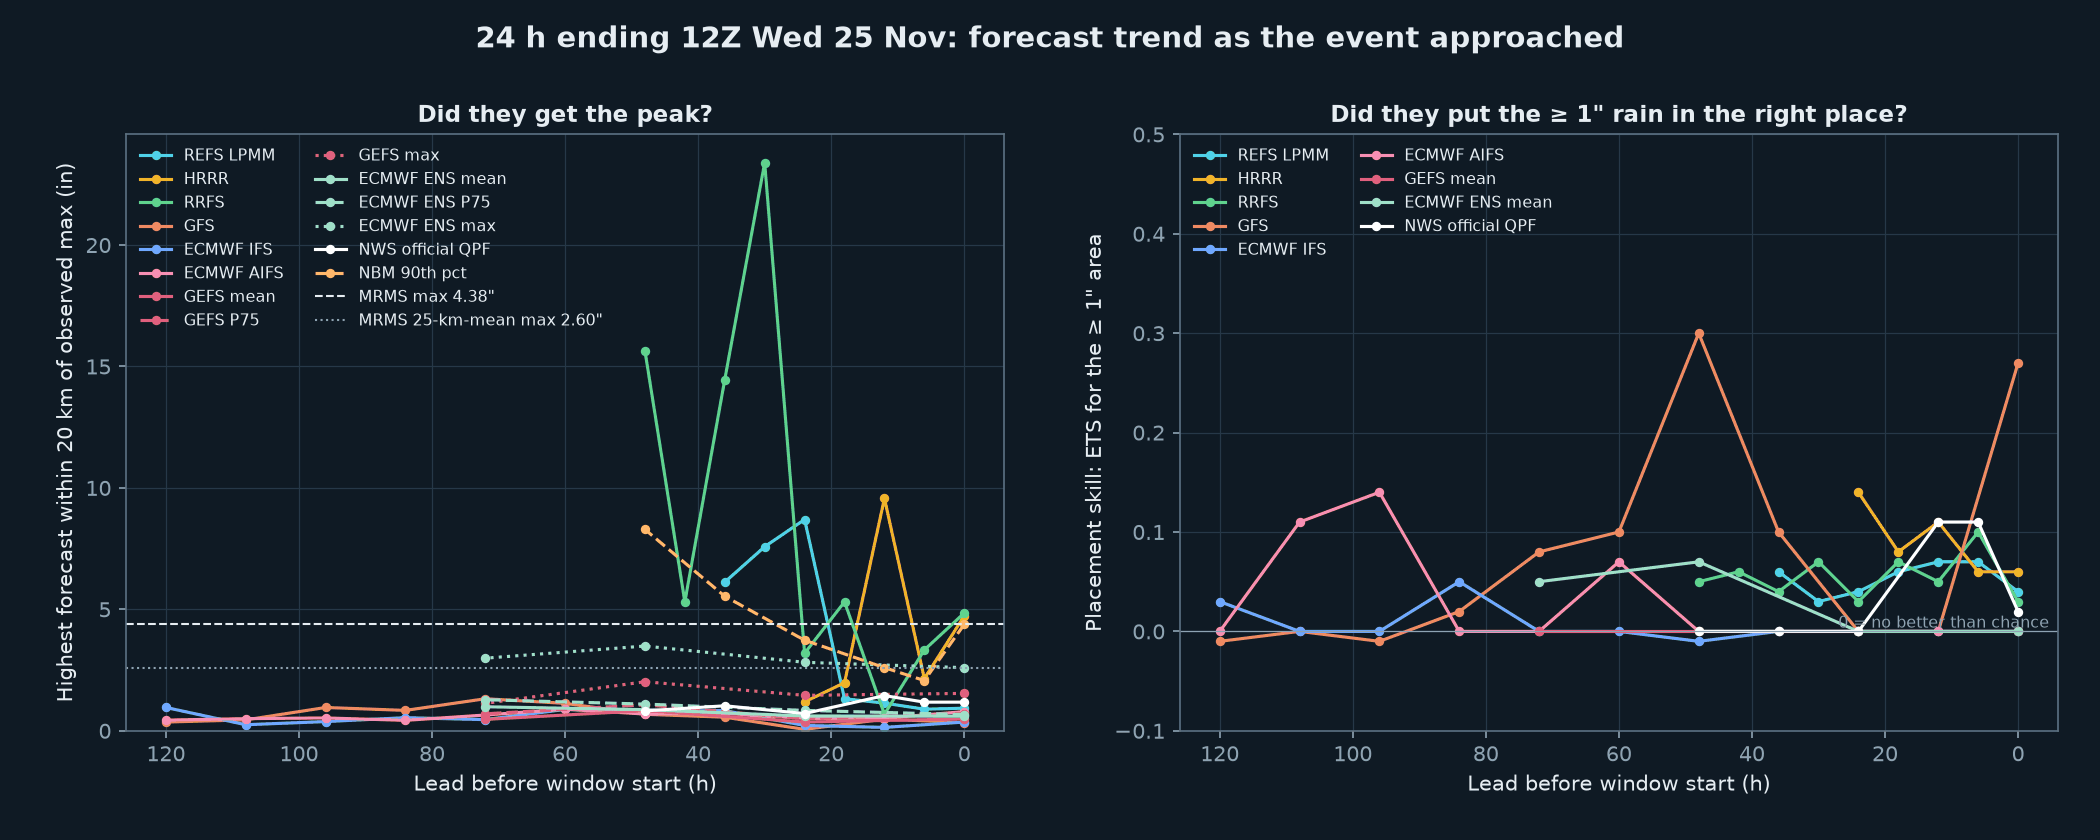 24 h ending 12Z Wed 25 Nov: forecast trend as the event approached
Did they get the peak?
Highest forecast within 20 km of observed max (in)
REFS LPMM
HRRR
RRFS
GFS
ECMWF IFS
ECMWF AIFS
GEFS mean
GEFS P75
GEFS max
ECMWF ENS mean
ECMWF ENS P75
ECMWF ENS max
NWS official QPF
NBM 90th pct
MRMS max 4.38"
MRMS 25-km-mean max 2.60"
20
15
10
5
0
120 100 80 60 40 20 0
Lead before window start (h)
Did they put the ≥ 1" rain in the right place?
Placement skill: ETS for the ≥ 1" area
REFS LPMM
HRRR
RRFS
GFS
ECMWF IFS
ECMWF AIFS
GEFS mean
ECMWF ENS mean
NWS official QPF
0.5
0.4
0.3
0.2
0.1
0.0
−0.1
0 = no better than chance
120 100 80 60 40 20 0
Lead before window start (h)